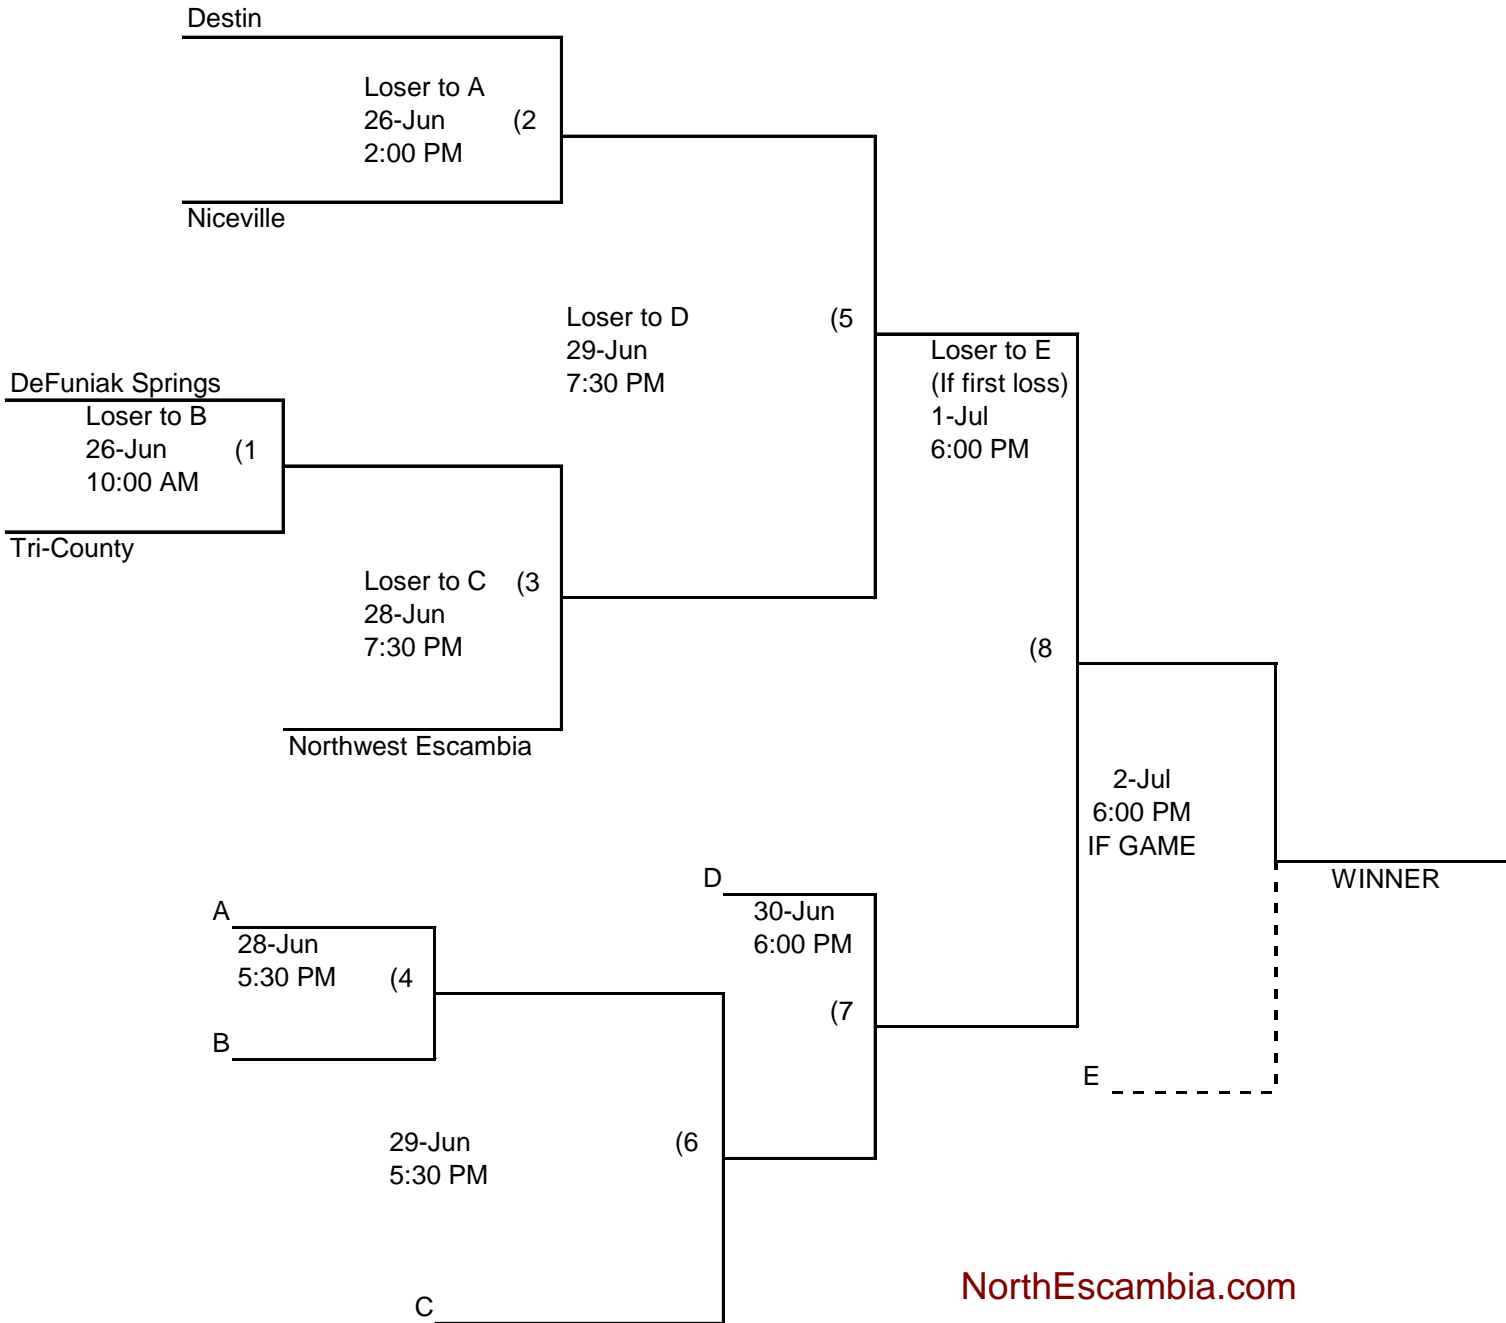 Destin
Loser to A
26-Jun (2
2:00 PM
Niceville
Loser to D (5
29-Jun
7:30 PM
Loser to E
(If first loss)
1-Jul
6:00 PM
DeFuniak Springs
Loser to B
26-Jun (1
10:00 AM
Tri-County
Loser to C (3
28-Jun
7:30 PM
(8
Northwest Escambia
2-Jul
6:00 PM
IF GAME
WINNER
D
30-Jun
6:00 PM
(7
A
28-Jun
5:30 PM (4
B
E
29-Jun (6
5:30 PM
C
NorthEscambia.com